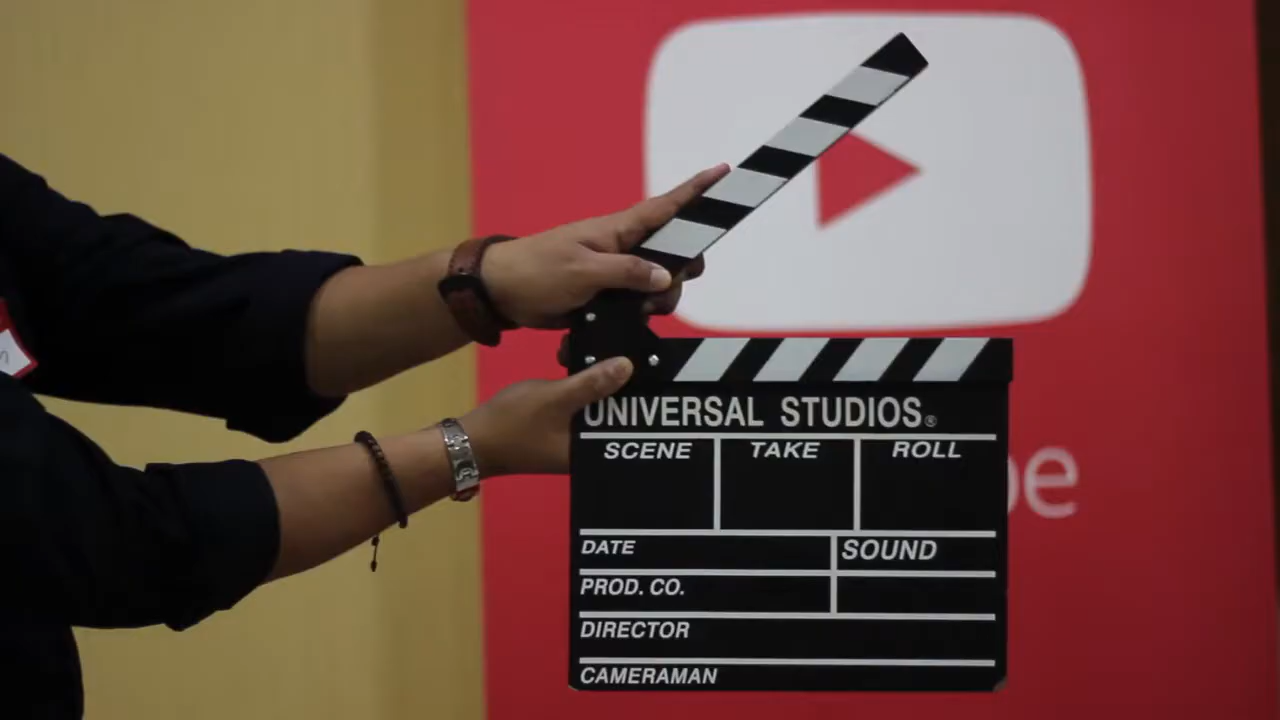 UNIVERSAL STUDIOS®
SCENE TAKE ROLL
DATE SOUND
PROD. CO.
DIRECTOR
CAMERAMAN